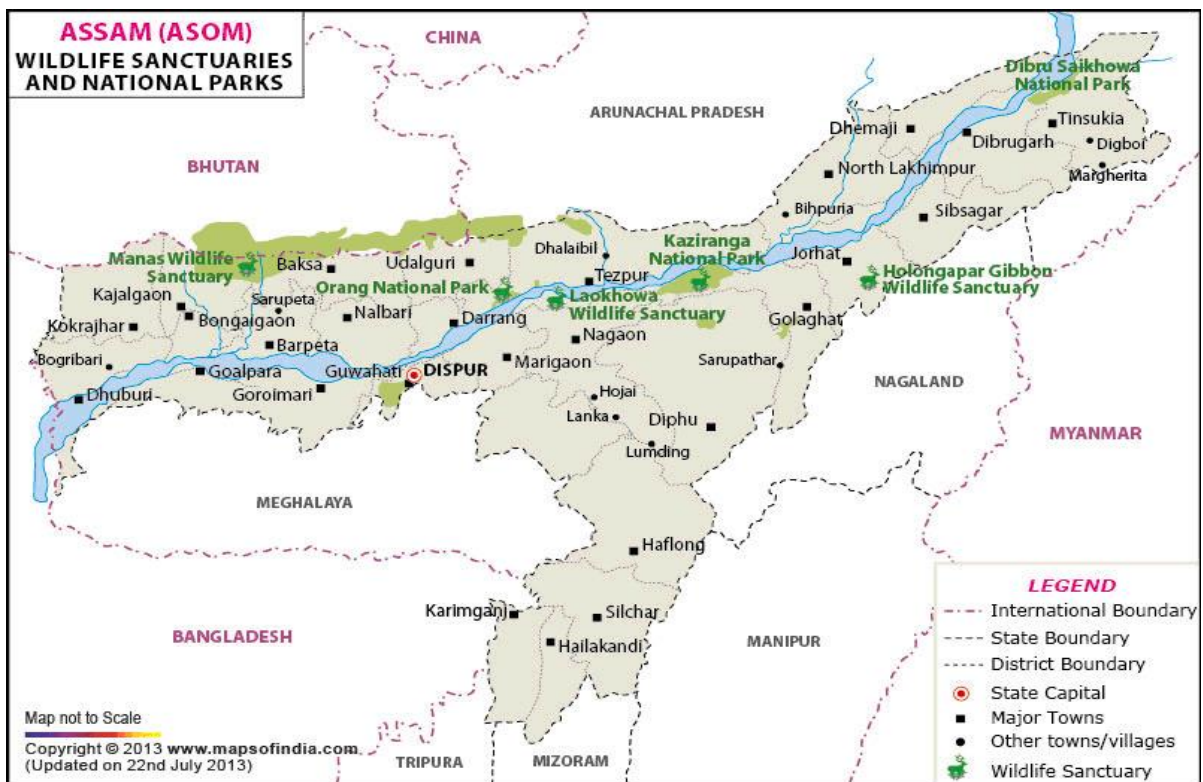 ASSAM (ASOM)
WILDLIFE SANCTUARIES
AND NATIONAL PARKS
CHINA
Dibru Saikhowa
National Park
ARUNACHAL PRADESH
Dhemaji
Tinsukia
Dibrugarh
Digboi
BHUTAN
North Lakhimpur
Margherita
Bihpuria
Sibsagar
Manas Wildlife
Sanctuary
Baksa
Udalguri
Dhalaibil
Kaziranga
National Park
Jorhat
Tezpur
Orang National Park
Holongapar Gibbon
Wildlife Sanctuary
Kajalgaon
Sarupeta
Laokhowa
Wildlife Sanctuary
Kokrajhar
Bongaigaon
Nalbari
Darrang
Golaghat
Nagaon
Barpeta
Bogribari
Marigaon
Sarupathar
Goalpara
Guwahati
DISPUR
Dhuburi
Goroimari
NAGALAND
Hojai
Lanka
Diphu
MYANMAR
Lumding
MEGHALAYA
Haflong
Karimganj
Silchar
BANGLADESH
Hailakandi
MANIPUR
TRIPURA
MIZORAM
LEGEND
International Boundary
State Boundary
District Boundary
State Capital
Major Towns
Other towns/villages
Wildlife Sanctuary
Map not to Scale
Copyright © 2013 www.mapsofindia.com
(Updated on 22nd July 2013)